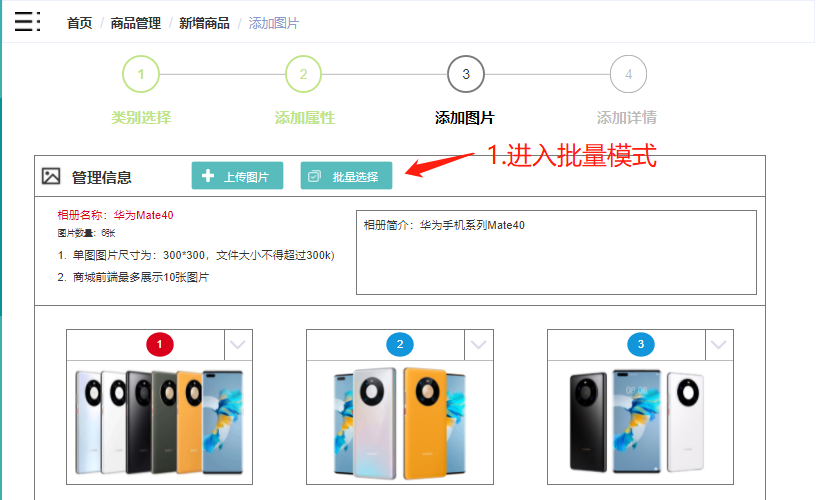 首页 / 商品管理 / 新增商品 / 添加图片
1 2 3 4
类别选择 添加属性 添加图片 添加详情
1.进入批量模式
管理信息 上传图片 批量选择
相册名称：华为Mate40
图片数量：6张
1. 单图图片尺寸为：300*300，文件大小不得超过300k)
2. 商城前端最多展示10张图片
相册简介：华为手机系列Mate40
1 2 3
08:08